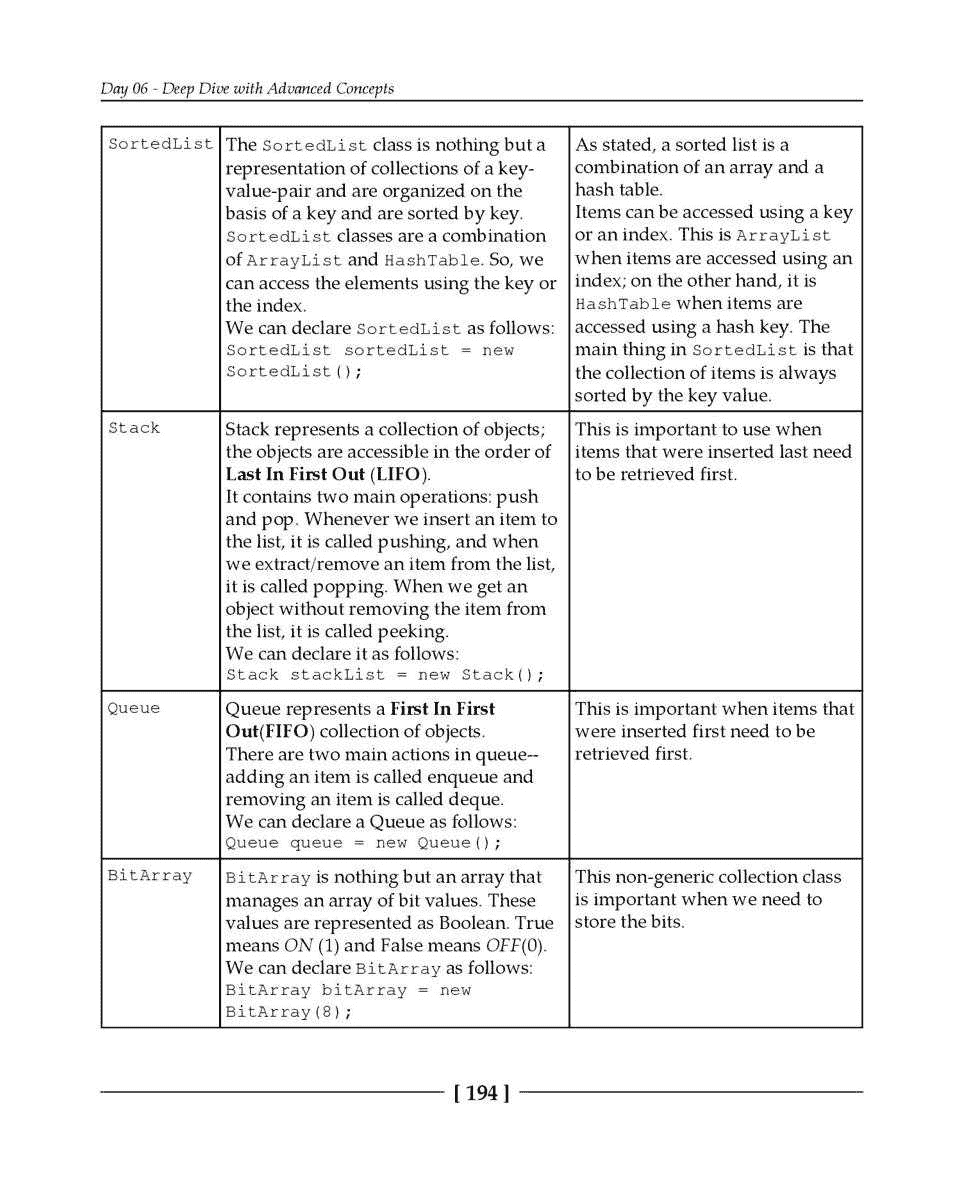 Day 06 - Deep Dive with Advanced Concepts
SortedList
The SortedList class is nothing but a
representation of collections of a key-
value-pair and are organized on the
basis of a key and are sorted by key.
SortedList classes are a combination
of ArrayList and HashTable. So, we
can access the elements using the key or
the index.
We can declare SortedList as follows:
SortedList sortedList = new
SortedList();
As stated, a sorted list is a
combination of an array and a
hash table.
Items can be accessed using a key
or an index. This is ArrayList
when items are accessed using an
index; on the other hand, it is
HashTable when items are
accessed using a hash key. The
main thing in SortedList is that
the collection of items is always
sorted by the key value.
Stack
Stack represents a collection of objects;
the objects are accessible in the order of
Last In First Out (LIFO).
It contains two main operations: push
and pop. Whenever we insert an item to
the list, it is called pushing, and when
we extract/remove an item from the list,
it is called popping. When we get an
object without removing the item from
the list, it is called peeking.
We can declare it as follows:
Stack stackList = new Stack();
This is important to use when
items that were inserted last need
to be retrieved first.
Queue
Queue represents a First In First
Out(FIFO) collection of objects.
There are two main actions in queue--
adding an item is called enqueue and
removing an item is called deque.
We can declare a Queue as follows:
Queue queue = new Queue();
This is important when items that
were inserted first need to be
retrieved first.
BitArray
BitArray is nothing but an array that
manages an array of bit values. These
values are represented as Boolean. True
means ON (1) and False means OFF(0).
We can declare BitArray as follows:
BitArray bitArray = new
BitArray(8);
This non-generic collection class
is important when we need to
store the bits.
[ 194 ]